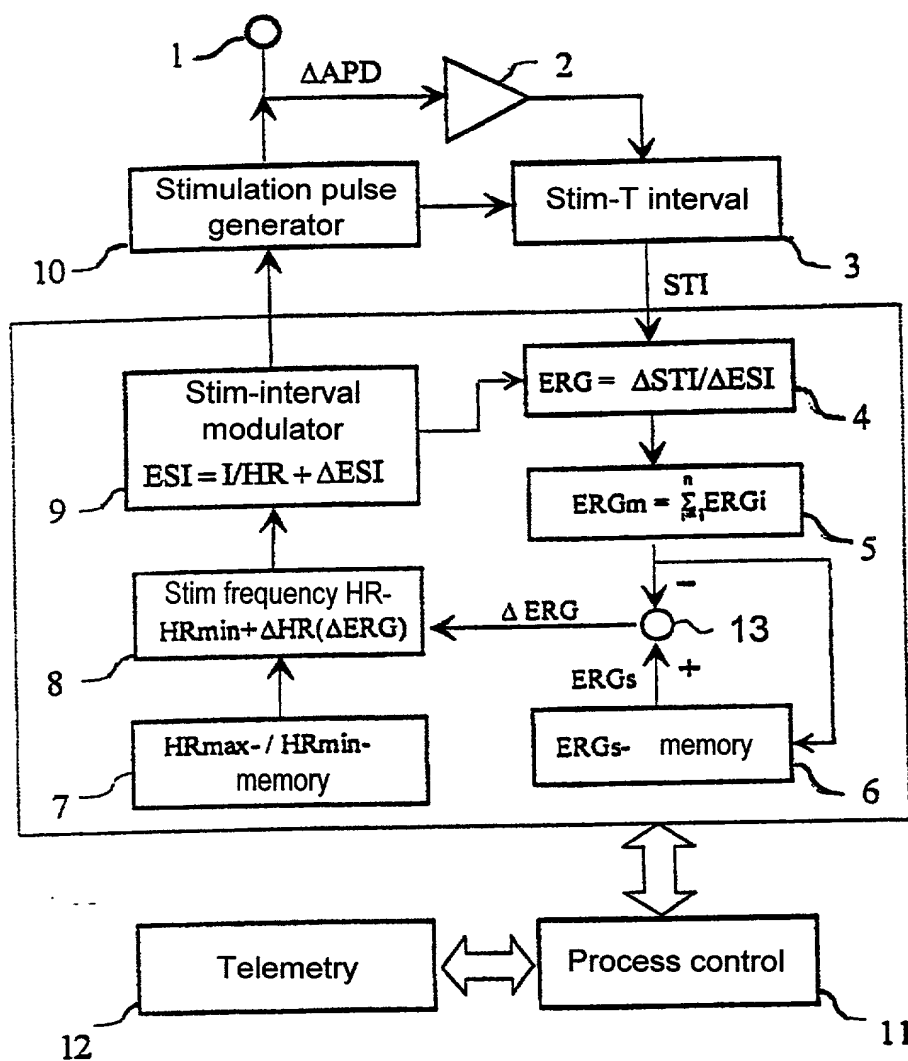 1
ΔAPD
2
Stimulation pulse
generator
10
Stim-T interval
3
STI
Stim-interval
modulator
ESI = I/HR + ΔESI
9
ERG = ΔSTI/ΔESI
4
ERGm = Σ ERGi
n
i=1
5
−
Stim frequency HR-
HRmin+ΔHR(ΔERG)
8
Δ ERG
13
ERGs
+
HRmax- / HRmin-
memory
7
ERGs- memory
6
Telemetry
12
Process control
11